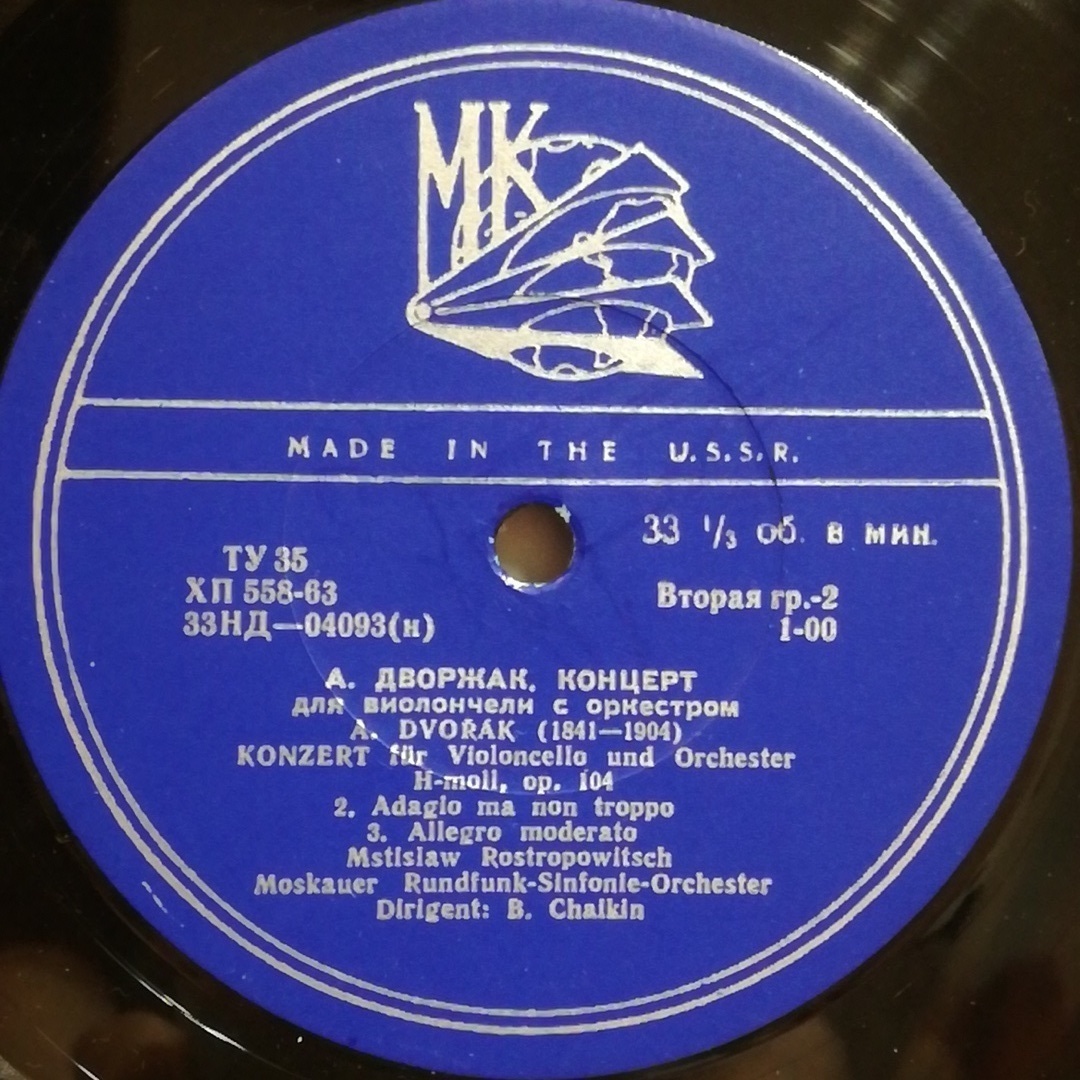 МК
MADE IN THE U.S.S.R.
33 1/3 об. в мин.
ТУ 35
ХП 558-63
33НД—04093(н)
Вторая гр.-2
1-00
А. ДВОРЖАК. КОНЦЕРТ
для виолончели с оркестром
A. DVOŘÁK (1841—1904)
KONZERT für Violoncello und Orchester
H-moll, op. 104
2. Adagio ma non troppo
3. Allegro moderato
Mstislaw Rostropowitsch
Moskauer Rundfunk-Sinfonie-Orchester
Dirigent: B. Chaikin